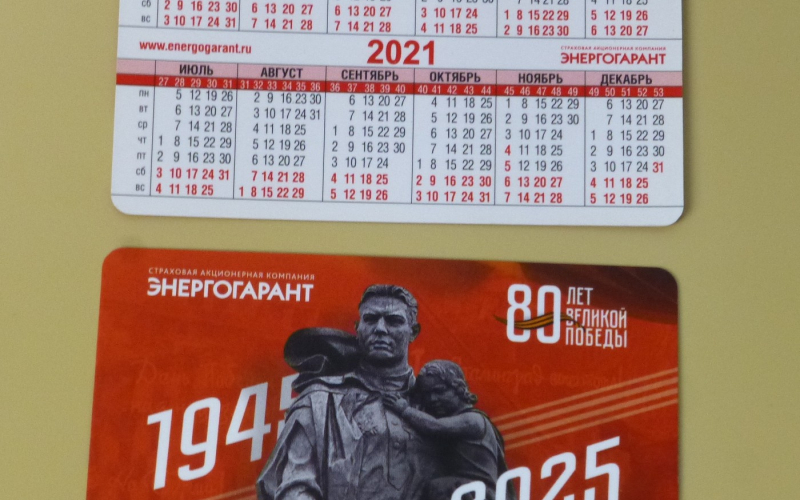 сб 2 9 16 23 30 6 13 20 27 6 13 20 27 3 10 17 24 1 8 15 22 29 5 12 19 26
вс 3 10 17 24 31 7 14 21 28 7 14 21 28 4 11 18 25 2 9 16 23 30 6 13 20 27
www.energogarant.ru 2021 СТРАХОВАЯ АКЦИОНЕРНАЯ КОМПАНИЯ
ЭНЕРГОГАРАНТ
ИЮЛЬ АВГУСТ СЕНТЯБРЬ ОКТЯБРЬ НОЯБРЬ ДЕКАБРЬ
27 28 29 30 31 31 32 33 34 35 36 36 37 38 39 40 40 41 42 43 44 45 46 47 48 49 49 50 51 52 53
пн 5 12 19 26 2 9 16 23 30 6 13 20 27 4 11 18 25 1 8 15 22 29 6 13 20 27
вт 6 13 20 27 3 10 17 24 31 7 14 21 28 5 12 19 26 2 9 16 23 30 7 14 21 28
ср 7 14 21 28 4 11 18 25 1 8 15 22 29 6 13 20 27 3 10 17 24 1 8 15 22 29
чт 1 8 15 22 29 5 12 19 26 2 9 16 23 30 7 14 21 28 4 11 18 25 2 9 16 23 30
пт 2 9 16 23 30 6 13 20 27 3 10 17 24 1 8 15 22 29 5 12 19 26 3 10 17 24 31
сб 3 10 17 24 31 7 14 21 28 4 11 18 25 2 9 16 23 30 6 13 20 27 4 11 18 25
вс 4 11 18 25 1 8 15 22 29 5 12 19 26 3 10 17 24 31 7 14 21 28 5 12 19 26
СТРАХОВАЯ АКЦИОНЕРНАЯ КОМПАНИЯ
ЭНЕРГОГАРАНТ
80 ЛЕТ
ВЕЛИКОЙ
ПОБЕДЫ
1945
2025